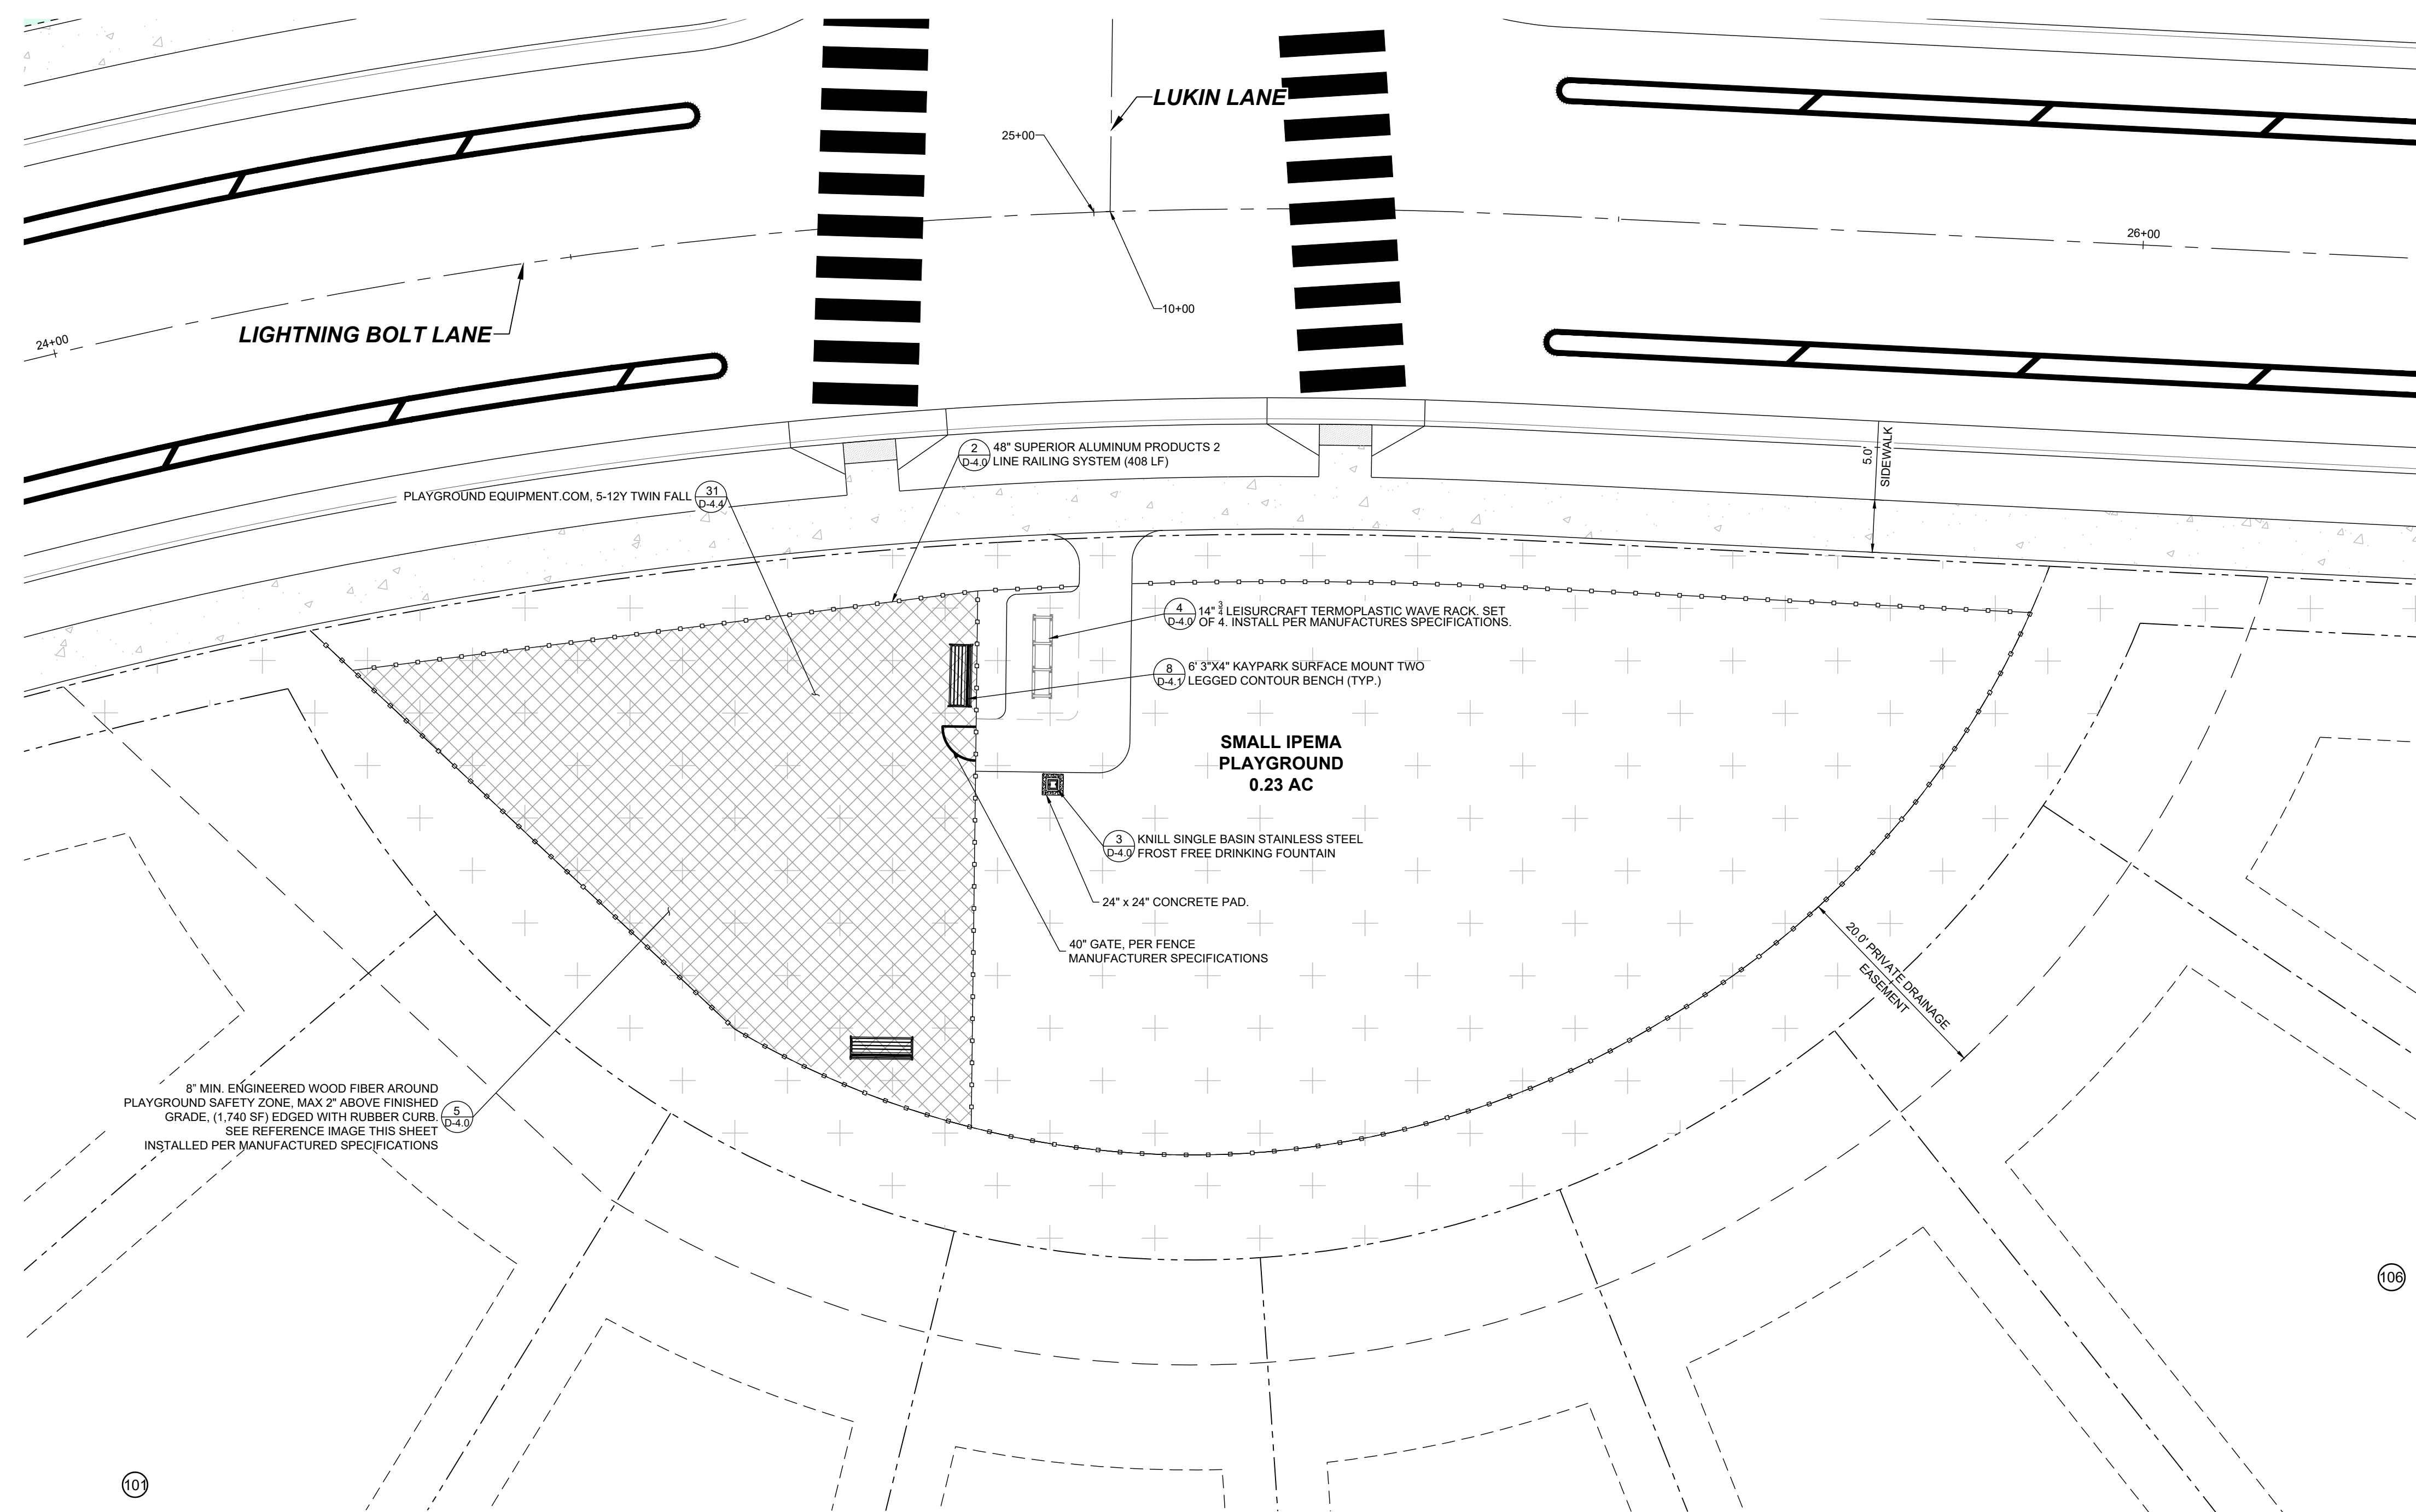 LUKIN LANE
25+00
26+00
10+00
LIGHTNING BOLT LANE
24+00
2
D-4.0
48" SUPERIOR ALUMINUM PRODUCTS 2
LINE RAILING SYSTEM (408 LF)
5.0'
SIDEWALK
PLAYGROUND EQUIPMENT.COM, 5-12Y TWIN FALL
31
D-4.4
4
D-4.0
14" 3/4 LEISURCRAFT TERMOPLASTIC WAVE RACK. SET
OF 4. INSTALL PER MANUFACTURES SPECIFICATIONS.
8
D-4.1
6' 3"X4" KAYPARK SURFACE MOUNT TWO
LEGGED CONTOUR BENCH (TYP.)
SMALL IPEMA
PLAYGROUND
0.23 AC
3
D-4.0
KNILL SINGLE BASIN STAINLESS STEEL
FROST FREE DRINKING FOUNTAIN
24" x 24" CONCRETE PAD.
40" GATE, PER FENCE
MANUFACTURER SPECIFICATIONS
20.0' PRIVATE DRAINAGE
EASEMENT
8" MIN. ENGINEERED WOOD FIBER AROUND
PLAYGROUND SAFETY ZONE, MAX 2" ABOVE FINISHED
GRADE, (1,740 SF) EDGED WITH RUBBER CURB.
SEE REFERENCE IMAGE THIS SHEET
INSTALLED PER MANUFACTURED SPECIFICATIONS
5
D-4.0
106
101